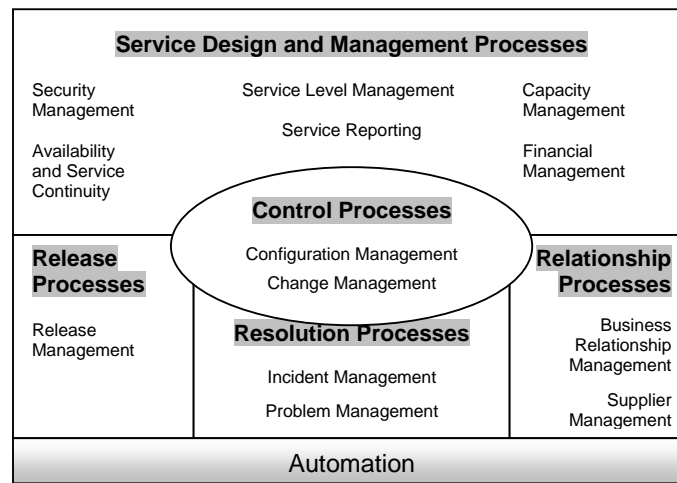 Service Design and Management Processes
Security
Management
Availability
and Service
Continuity
Service Level Management
Service Reporting
Capacity
Management
Financial
Management
Control Processes
Configuration Management
Change Management
Release
Processes
Release
Management
Resolution Processes
Incident Management
Problem Management
Relationship
Processes
Business
Relationship
Management
Supplier
Management
Automation